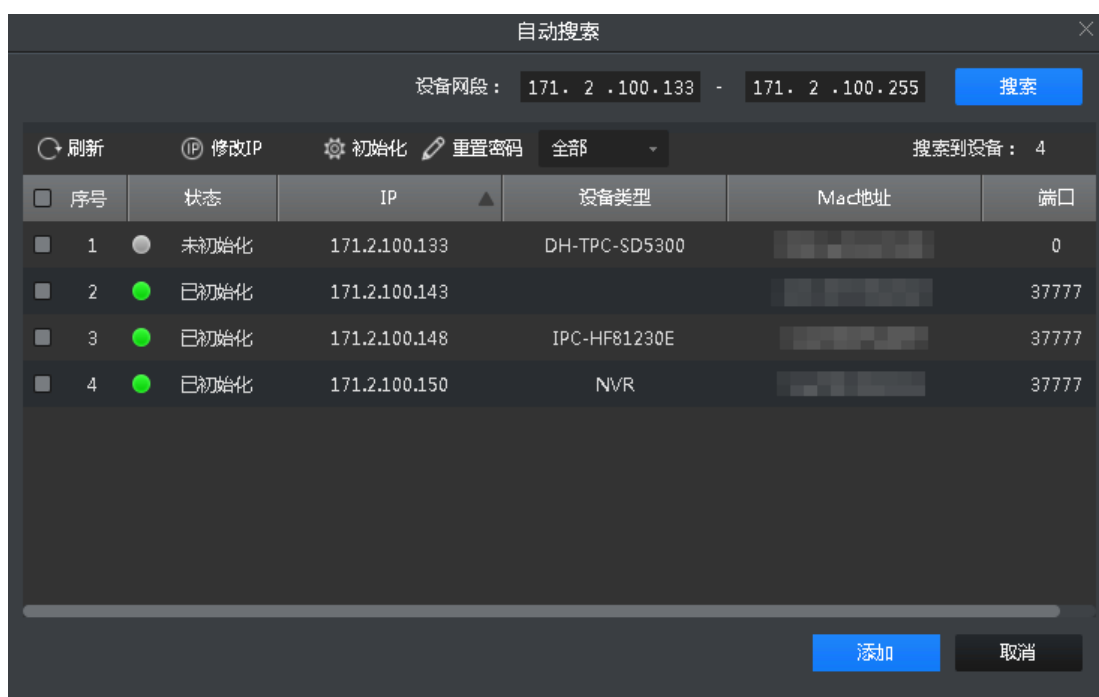 自动搜索
设备网段： 171. 2 .100.133 - 171. 2 .100.255 搜索
刷新 IP 修改IP 初始化 重置密码 全部 搜索到设备： 4
序号 状态 IP 设备类型 Mac地址 端口
1 未初始化 171.2.100.133 DH-TPC-SD5300 0
2 已初始化 171.2.100.143 37777
3 已初始化 171.2.100.148 IPC-HF81230E 37777
4 已初始化 171.2.100.150 NVR 37777
添加 取消